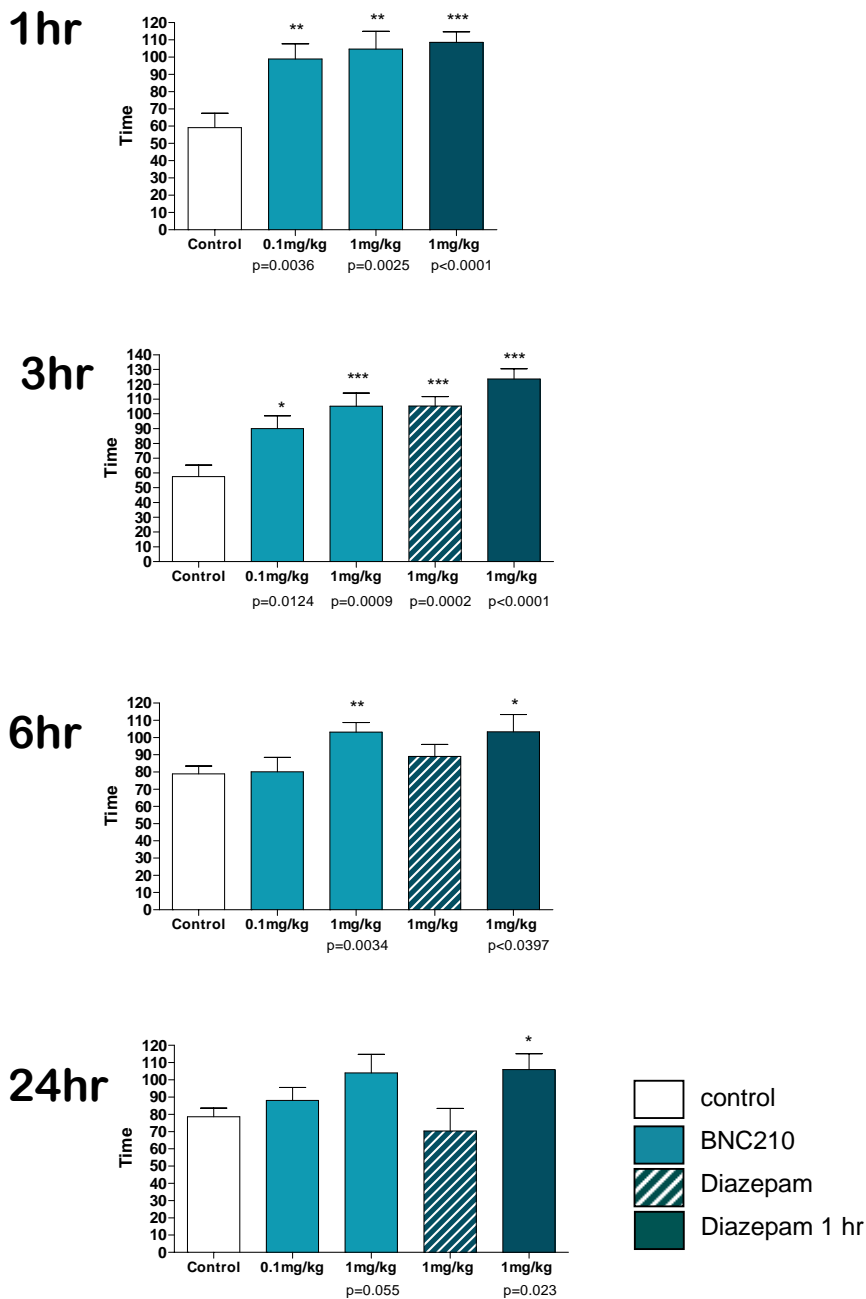 1hr
Time
120
110
100
90
80
70
60
50
40
30
20
10
0
** ** ***
Control 0.1mg/kg 1mg/kg 1mg/kg
p=0.0036 p=0.0025 p<0.0001
3hr
Time
140
130
120
110
100
90
80
70
60
50
40
30
20
10
0
* *** *** ***
Control 0.1mg/kg 1mg/kg 1mg/kg 1mg/kg
p=0.0124 p=0.0009 p=0.0002 p<0.0001
6hr
Time
120
110
100
90
80
70
60
50
40
30
20
10
0
** *
Control 0.1mg/kg 1mg/kg 1mg/kg 1mg/kg
p=0.0034 p<0.0397
24hr
Time
120
110
100
90
80
70
60
50
40
30
20
10
0
*
Control 0.1mg/kg 1mg/kg 1mg/kg 1mg/kg
p=0.055 p=0.023
control
BNC210
Diazepam
Diazepam 1 hr